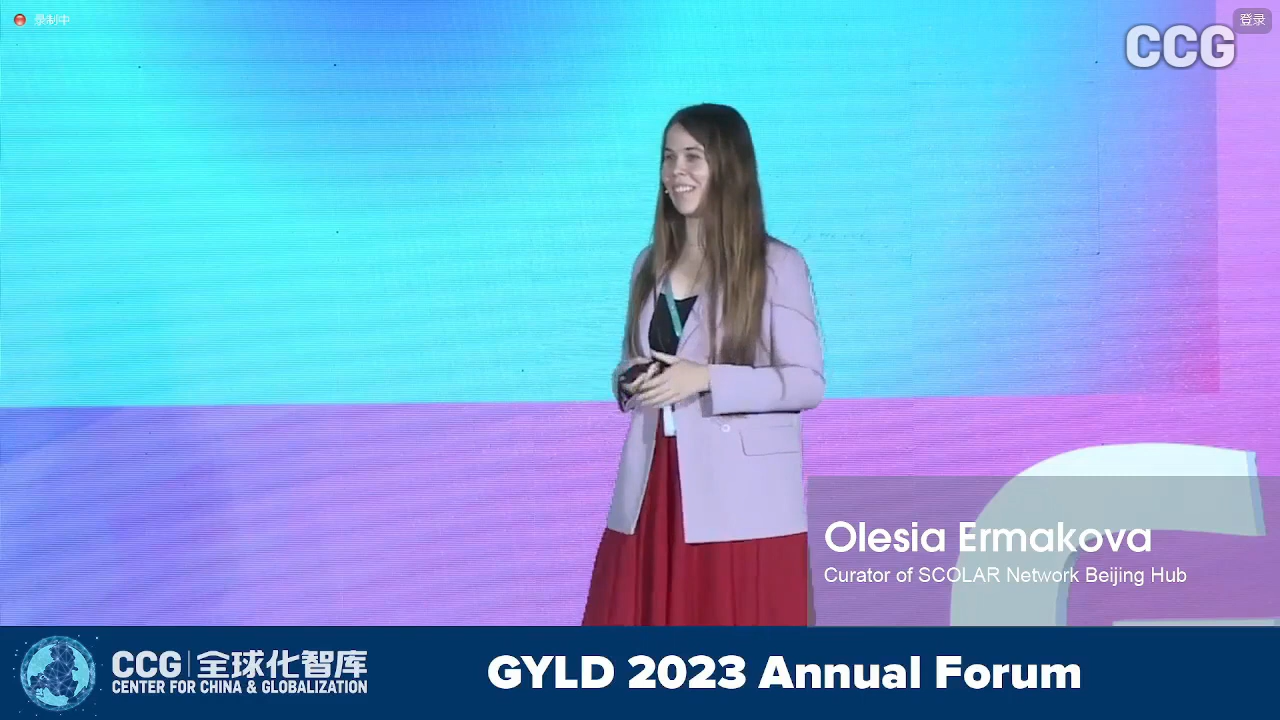 录制中
登录
CCG
Olesia Ermakova
Curator of SCOLAR Network Beijing Hub
CCG 全球化智库
CENTER FOR CHINA & GLOBALIZATION
GYLD 2023 Annual Forum